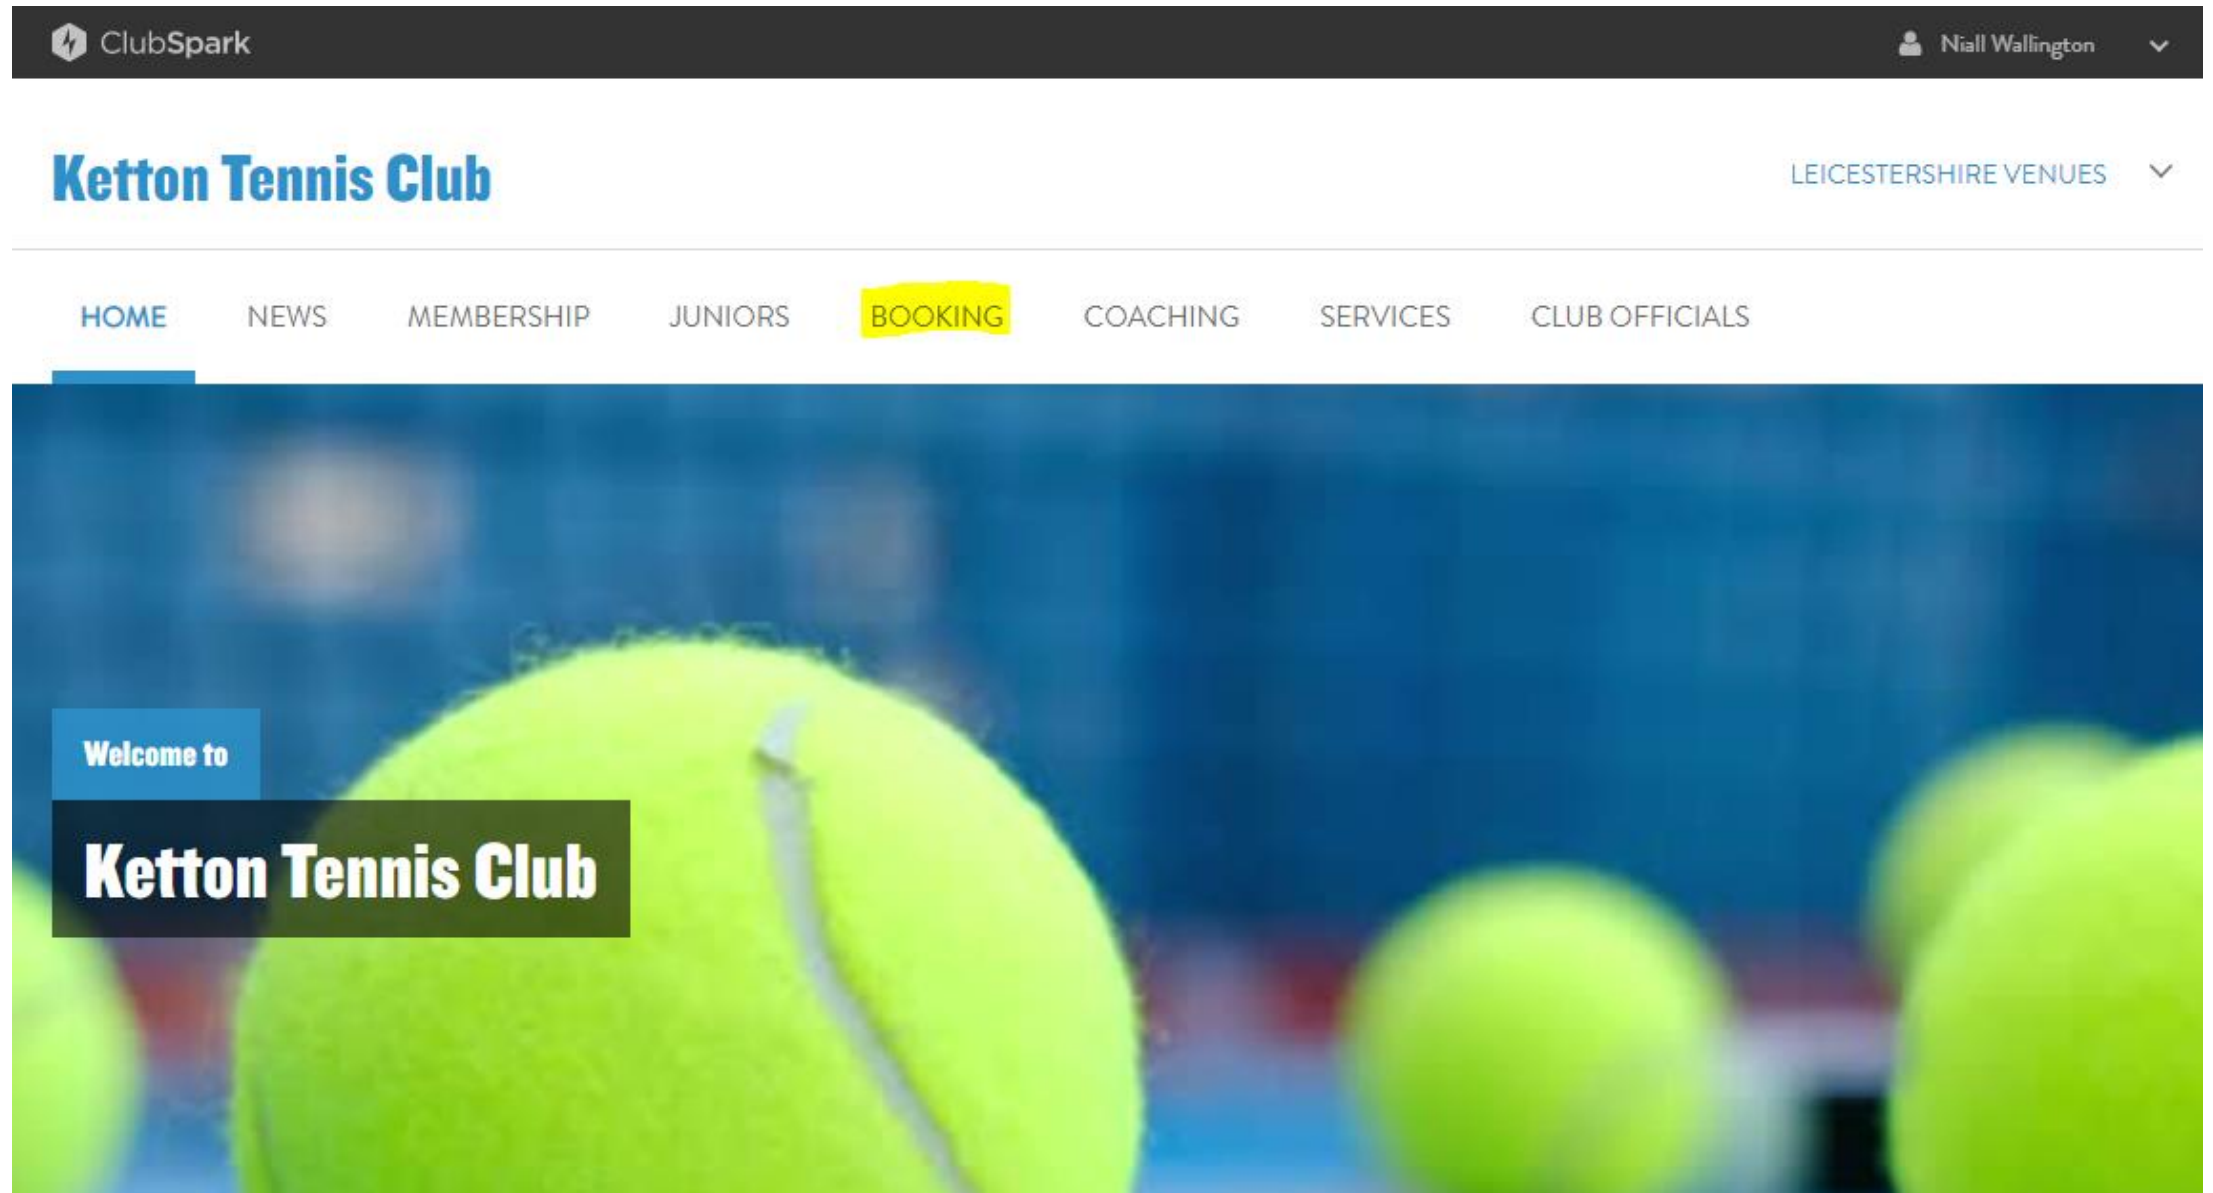 ClubSpark
Niall Wallington
Ketton Tennis Club
LEICESTERSHIRE VENUES
HOME NEWS MEMBERSHIP JUNIORS BOOKING COACHING SERVICES CLUB OFFICIALS
Welcome to
Ketton Tennis Club